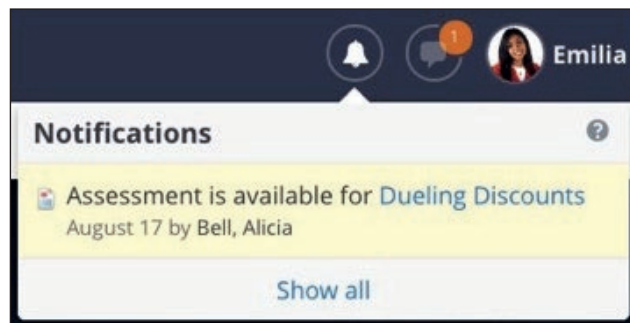 1
Emilia
Notifications
?
Assessment is available for Dueling Discounts
August 17 by Bell, Alicia
Show all